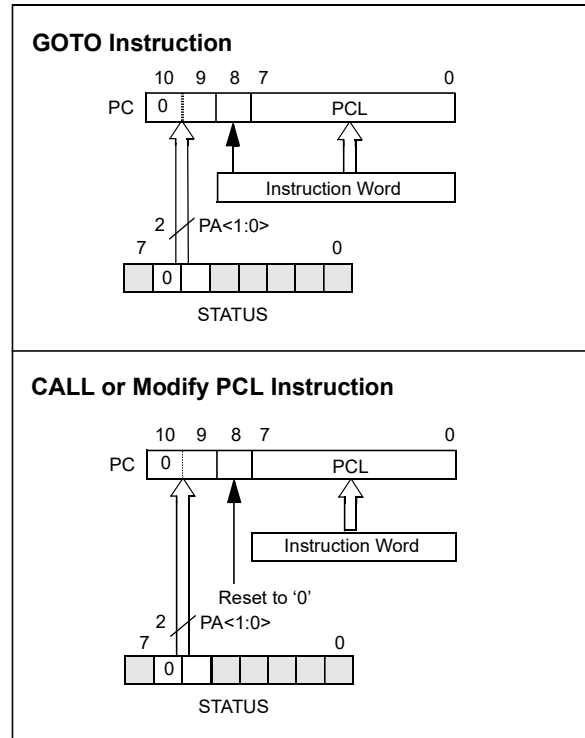 GOTO Instruction
10 9 8 7 0
PC 0 PCL
Instruction Word
2 PA<1:0>
7 0
0
STATUS
CALL or Modify PCL Instruction
10 9 8 7 0
PC 0 PCL
Instruction Word
Reset to ‘0’
2 PA<1:0>
7 0
0
STATUS